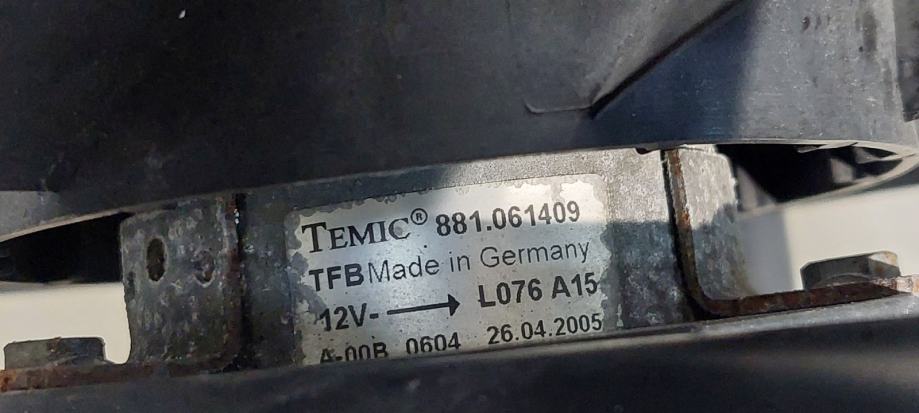 TEMIC® 881.061409
TFB Made in Germany
12V- → L076 A15
A-00B 0604 26.04.2005